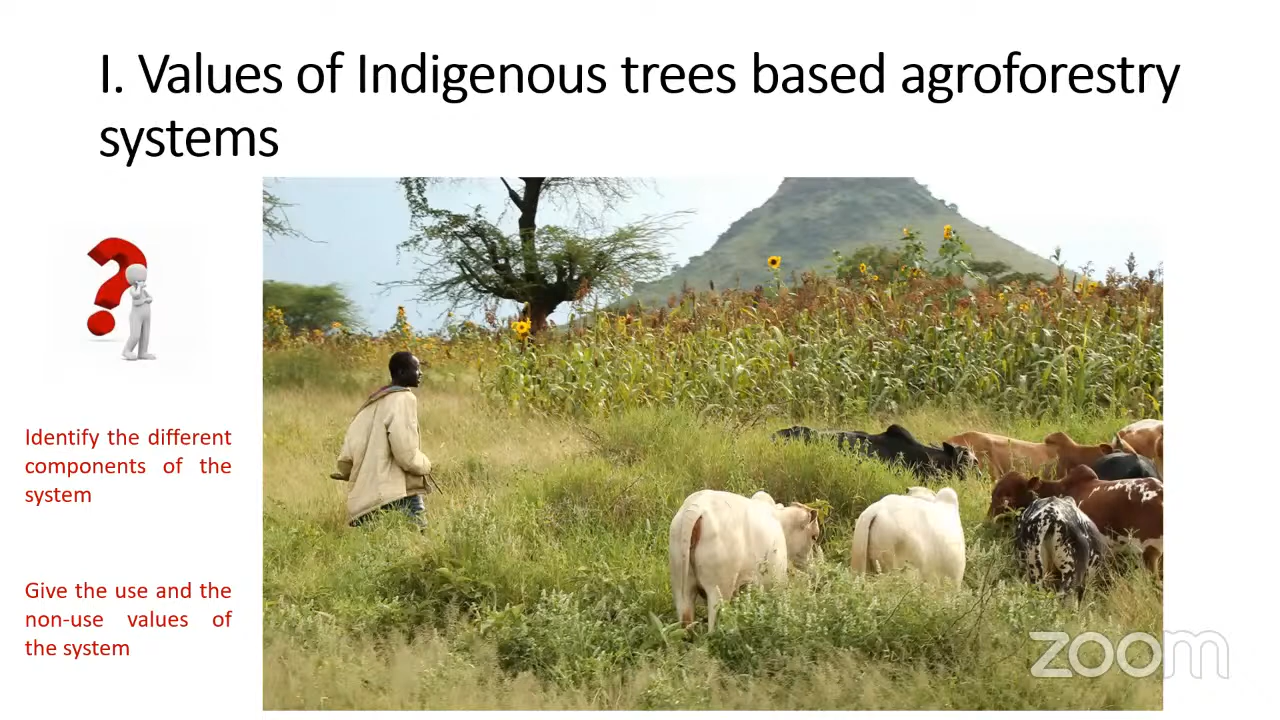 I. Values of Indigenous trees based agroforestry
systems
Identify the different
components of the
system
Give the use and the
non-use values of
the system
zoom